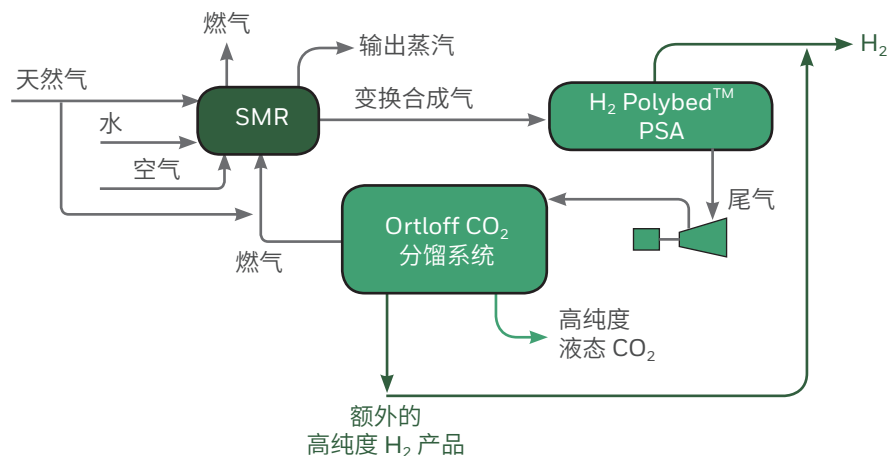 燃气
输出蒸汽
H₂
天然气
SMR
变换合成气
H₂ Polybed™
PSA
水
空气
尾气
Ortloff CO₂
分馏系统
燃气
高纯度
液态 CO₂
额外的
高纯度 H₂ 产品